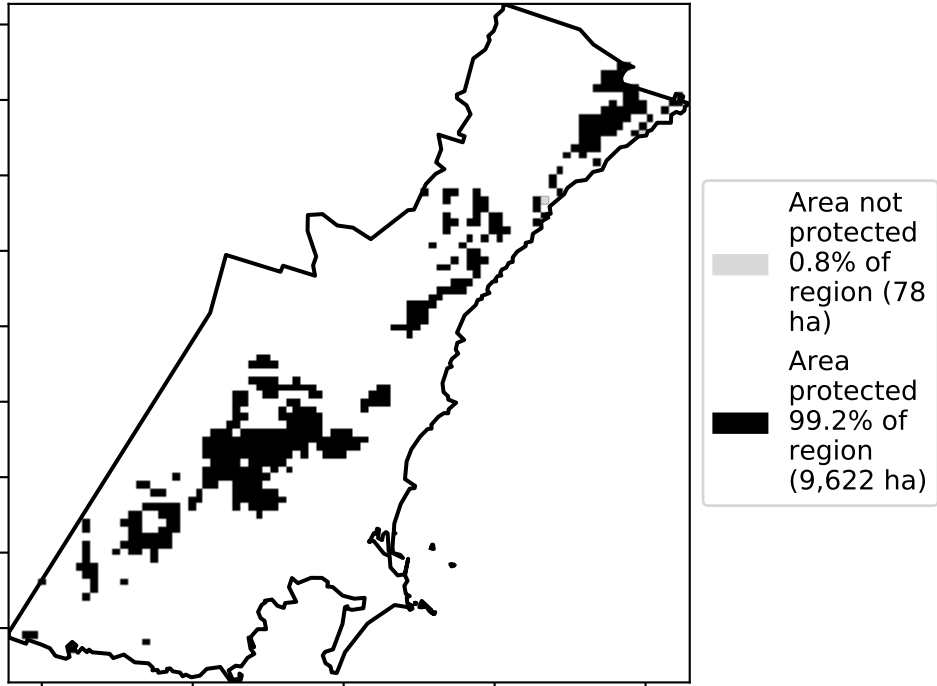 Area not
protected
0.8% of
region (78
ha)
Area
protected
99.2% of
region
(9,622 ha)